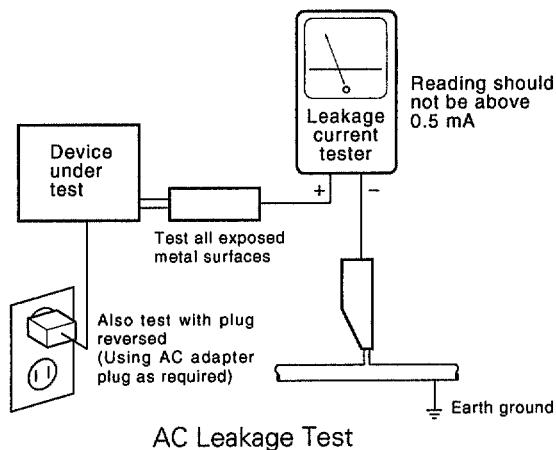 Reading should
not be above
0.5 mA
Leakage
current
tester
Device
under
test
+
−
Test all exposed
metal surfaces
Also test with plug
reversed
(Using AC adapter
plug as required)
Earth ground
AC Leakage Test